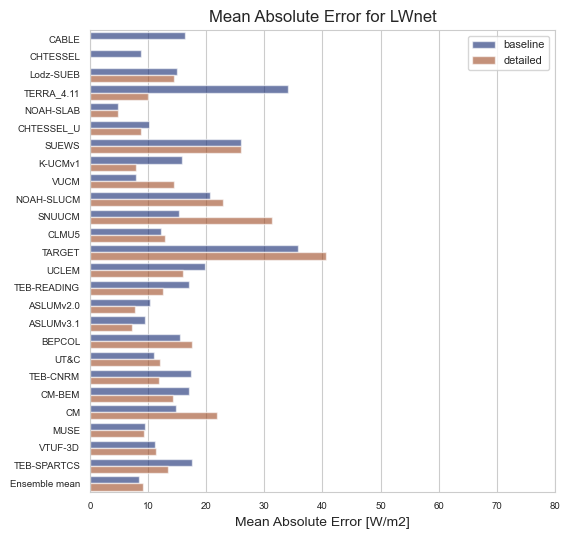 Mean Absolute Error for LWnet
baseline
detailed
CABLE
CHTESSEL
Lodz-SUEB
TERRA_4.11
NOAH-SLAB
CHTESSEL_U
SUEWS
K-UCMv1
VUCM
NOAH-SLUCM
SNUUCM
CLMU5
TARGET
UCLEM
TEB-READING
ASLUMv2.0
ASLUMv3.1
BEPCOL
UT&C
TEB-CNRM
CM-BEM
CM
MUSE
VTUF-3D
TEB-SPARTCS
Ensemble mean
0 10 20 30 40 50 60 70 80
Mean Absolute Error [W/m2]